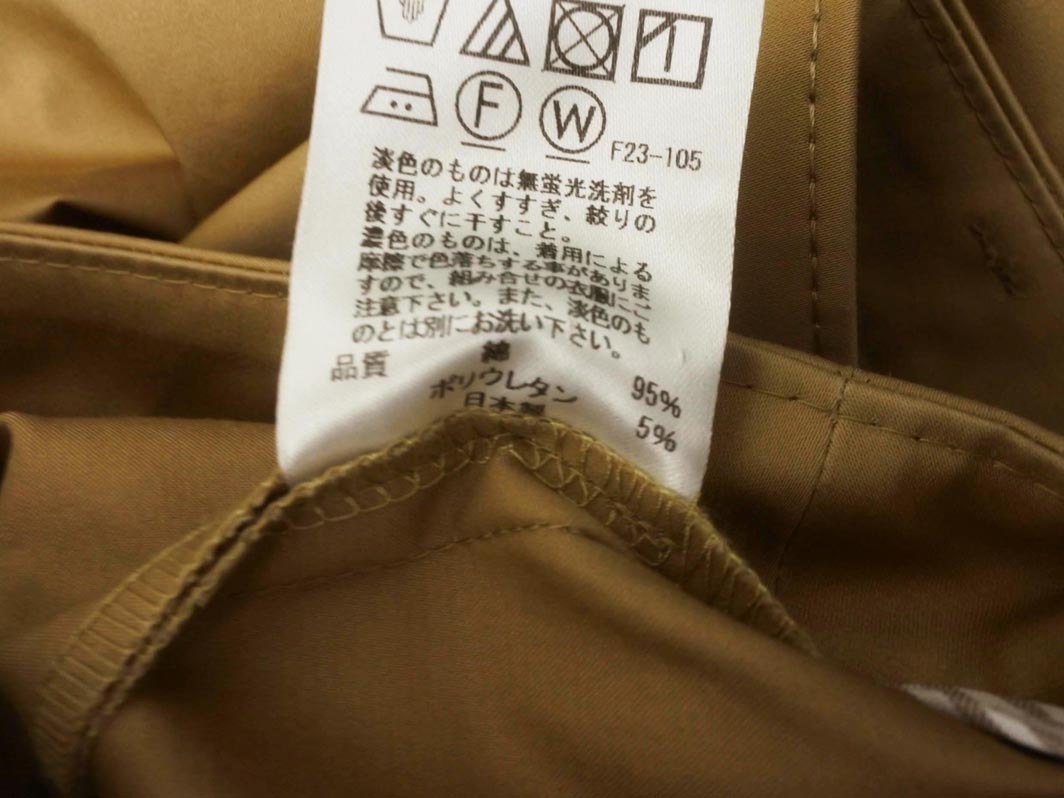 F
W
F23-105
淡色のものは無蛍光洗剤を
使用。よくすすぎ、絞りの
後すぐに干すこと。
濃色のものは、着用による
摩擦で色落ちする事がありま
すので、組み合せの衣服にご
注意下さい。また、淡色のも
のとは別にお洗い下さい。
品質 綿 95%
ポリウレタン 5%
日本製